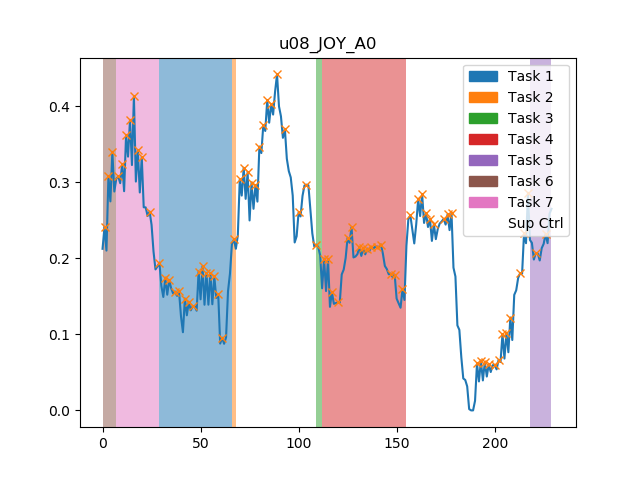 u08_JOY_A0
0.4
0.3
0.2
0.1
0.0
0
50
100
150
200
Task 1
Task 2
Task 3
Task 4
Task 5
Task 6
Task 7
Sup Ctrl